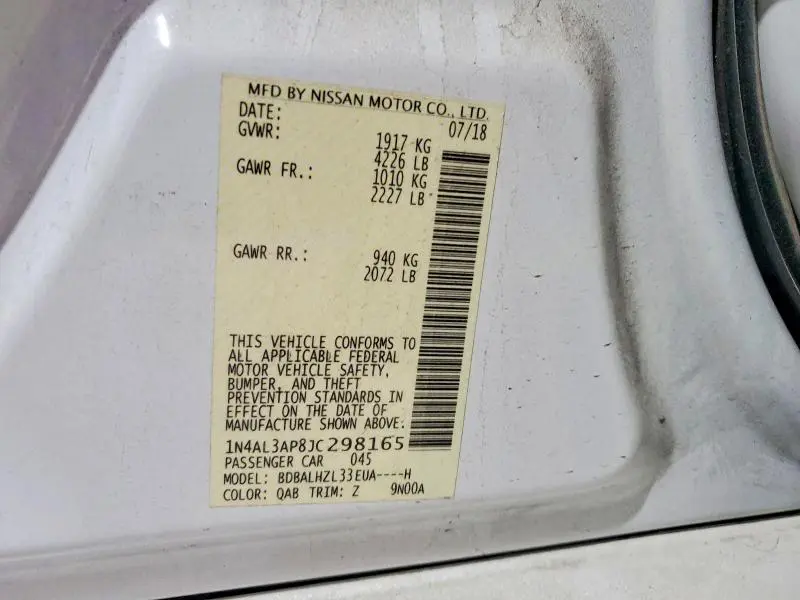 MFD BY NISSAN MOTOR CO., LTD.
DATE: 07/18
GVWR: 1917 KG
4226 LB
GAWR FR.: 1010 KG
2227 LB
GAWR RR.: 940 KG
2072 LB
THIS VEHICLE CONFORMS TO
ALL APPLICABLE FEDERAL
MOTOR VEHICLE SAFETY,
BUMPER, AND THEFT
PREVENTION STANDARDS IN
EFFECT ON THE DATE OF
MANUFACTURE SHOWN ABOVE.
1N4AL3AP8JC298165
PASSENGER CAR 045
MODEL: BDBALHZL33EUA----H
COLOR: QAB TRIM: Z 9N00A